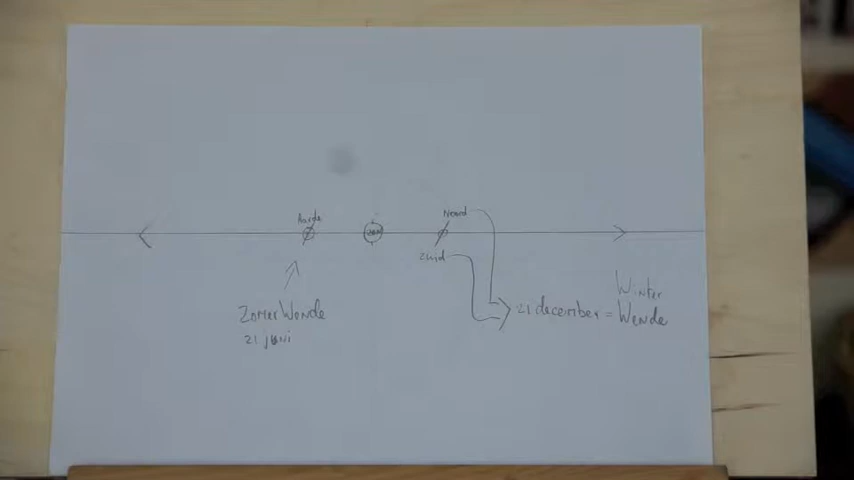 Aarde
Noord
Zuid
Zomer Wende
21 juni
21 december = Winter
Wende